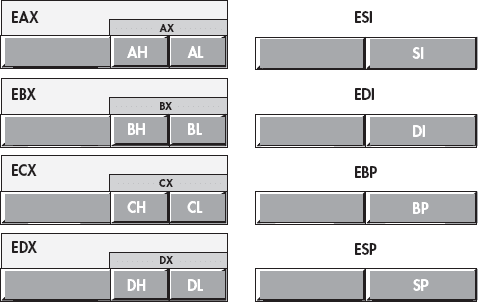 EAX
AX
AH AL
EBX
BX
BH BL
ECX
CX
CH CL
EDX
DX
DH DL
ESI
SI
EDI
DI
EBP
BP
ESP
SP